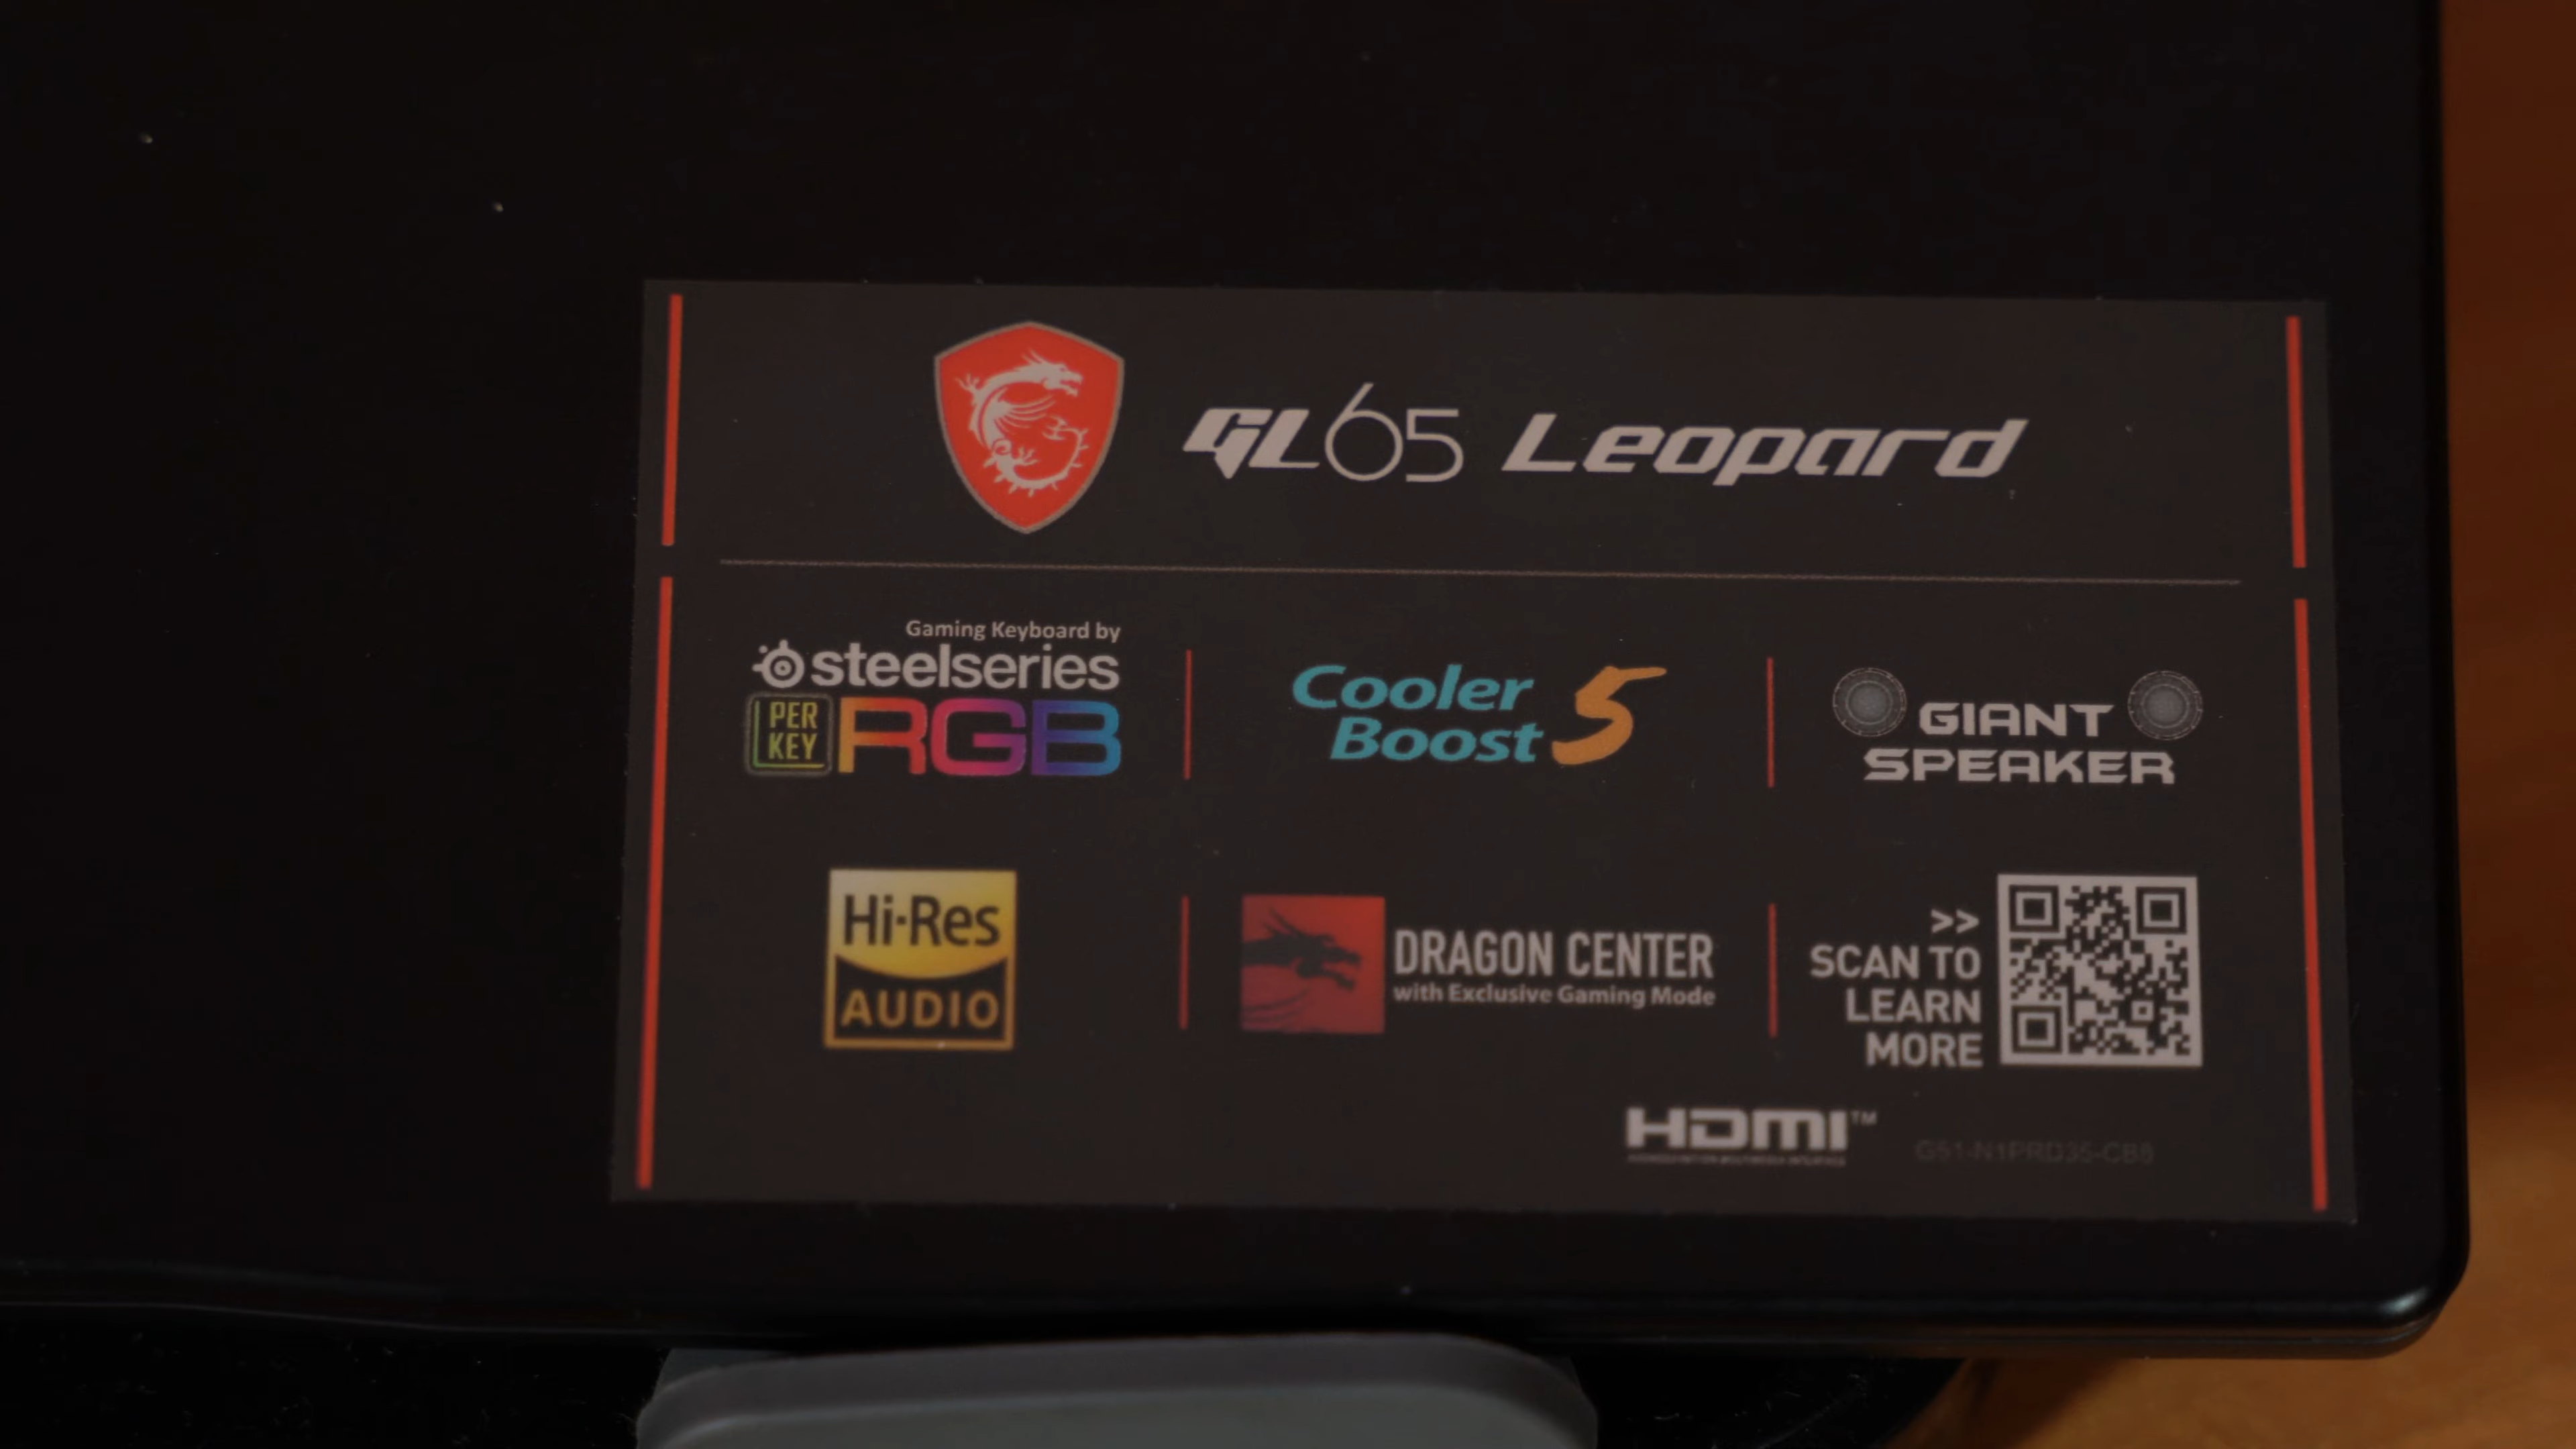 GL65 Leopard
Gaming Keyboard by
steelseries
PER KEY RGB
Cooler Boost 5
GIANT SPEAKER
Hi-Res AUDIO
DRAGON CENTER
with Exclusive Gaming Mode
>>
SCAN TO
LEARN
MORE
HDMI™